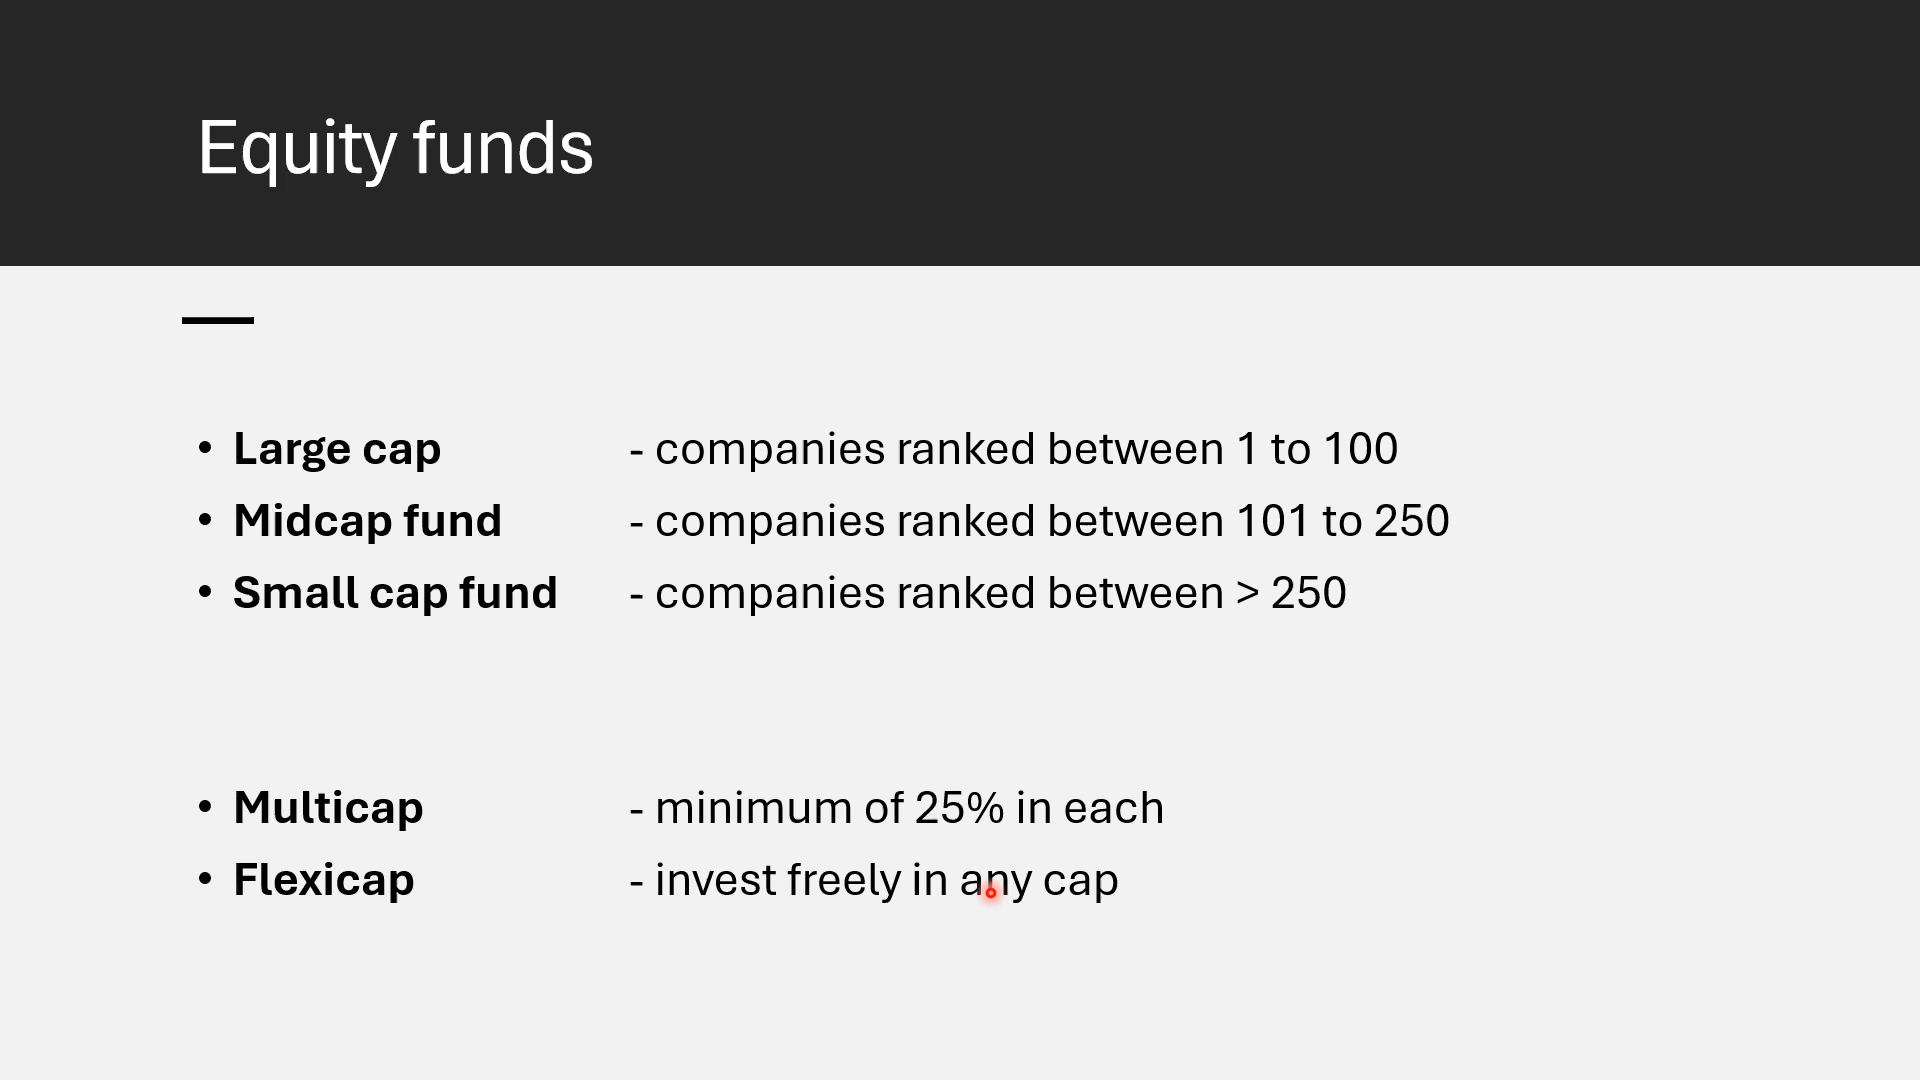 Equity funds
• Large cap - companies ranked between 1 to 100
• Midcap fund - companies ranked between 101 to 250
• Small cap fund - companies ranked between > 250
• Multicap - minimum of 25% in each
• Flexicap - invest freely in any cap